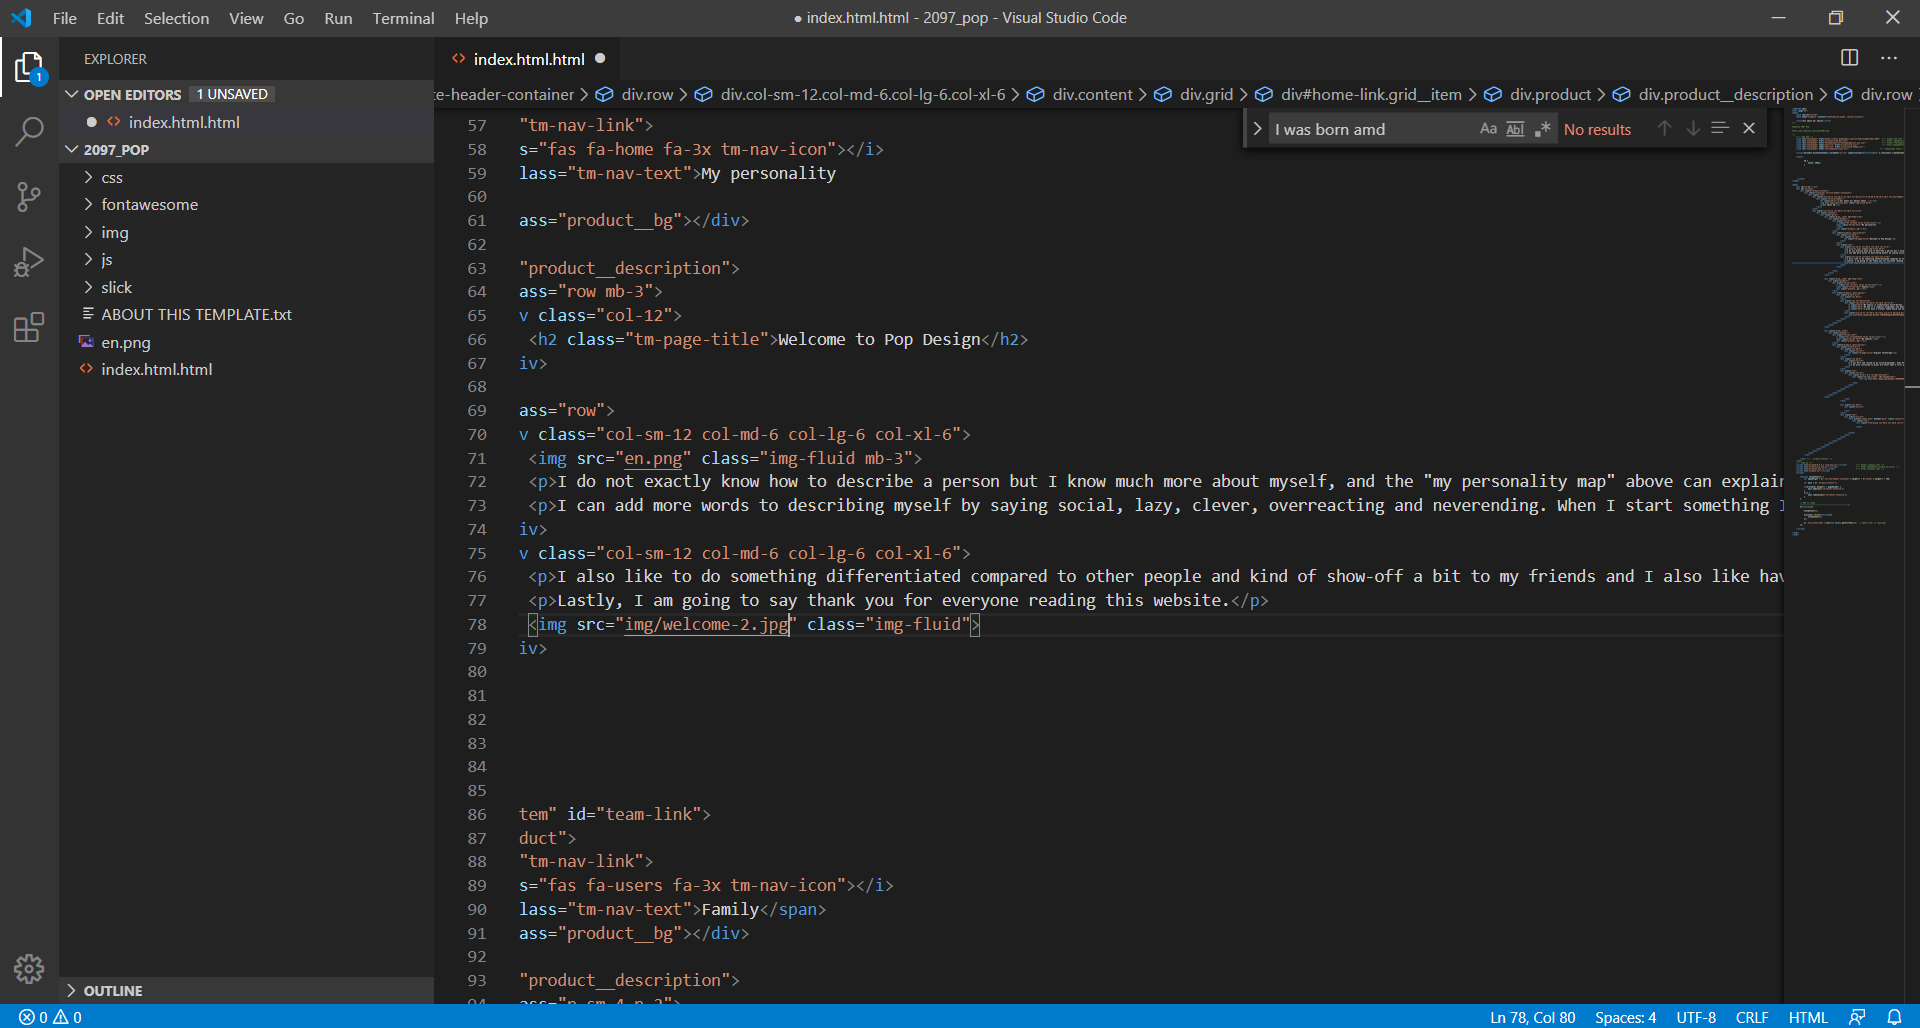 File Edit Selection View Go Run Terminal Help
● index.html.html - 2097_pop - Visual Studio Code
EXPLORER
1
OPEN EDITORS 1 UNSAVED
index.html.html
2097_POP
css
fontawesome
img
js
slick
ABOUT THIS TEMPLATE.txt
en.png
index.html.html
OUTLINE
index.html.html
te-header-container > div.row > div.col-sm-12.col-md-6.col-lg-6.col-xl-6 > div.content > div.grid > div#home-link.grid__item > div.product > div.product__description > div.row >
I was born amd Aa Abl .* No results
57 "tm-nav-link">
58 s="fas fa-home fa-3x tm-nav-icon"></i>
59 lass="tm-nav-text">My personality
60
61 ass="product__bg"></div>
62
63 "product__description">
64 ass="row mb-3">
65 v class="col-12">
66 <h2 class="tm-page-title">Welcome to Pop Design</h2>
67 iv>
68
69 ass="row">
70 v class="col-sm-12 col-md-6 col-lg-6 col-xl-6">
71 <img src="en.png" class="img-fluid mb-3">
72 <p>I do not exactly know how to describe a person but I know much more about myself, and the "my personality map" above can explain
73 <p>I can add more words to describing myself by saying social, lazy, clever, overreacting and neverending. When I start something I
74 iv>
75 v class="col-sm-12 col-md-6 col-lg-6 col-xl-6">
76 <p>I also like to do something differentiated compared to other people and kind of show-off a bit to my friends and I also like hav
77 <p>Lastly, I am going to say thank you for everyone reading this website.</p>
78 <img src="img/welcome-2.jpg" class="img-fluid">
79 iv>
80
81
82
83
84
85
86 tem" id="team-link">
87 duct">
88 "tm-nav-link">
89 s="fas fa-users fa-3x tm-nav-icon"></i>
90 lass="tm-nav-text">Family</span>
91 ass="product__bg"></div>
92
93 "product__description">
94 ass="p-sm-4 p-2">
0 0
Ln 78, Col 80 Spaces: 4 UTF-8 CRLF HTML